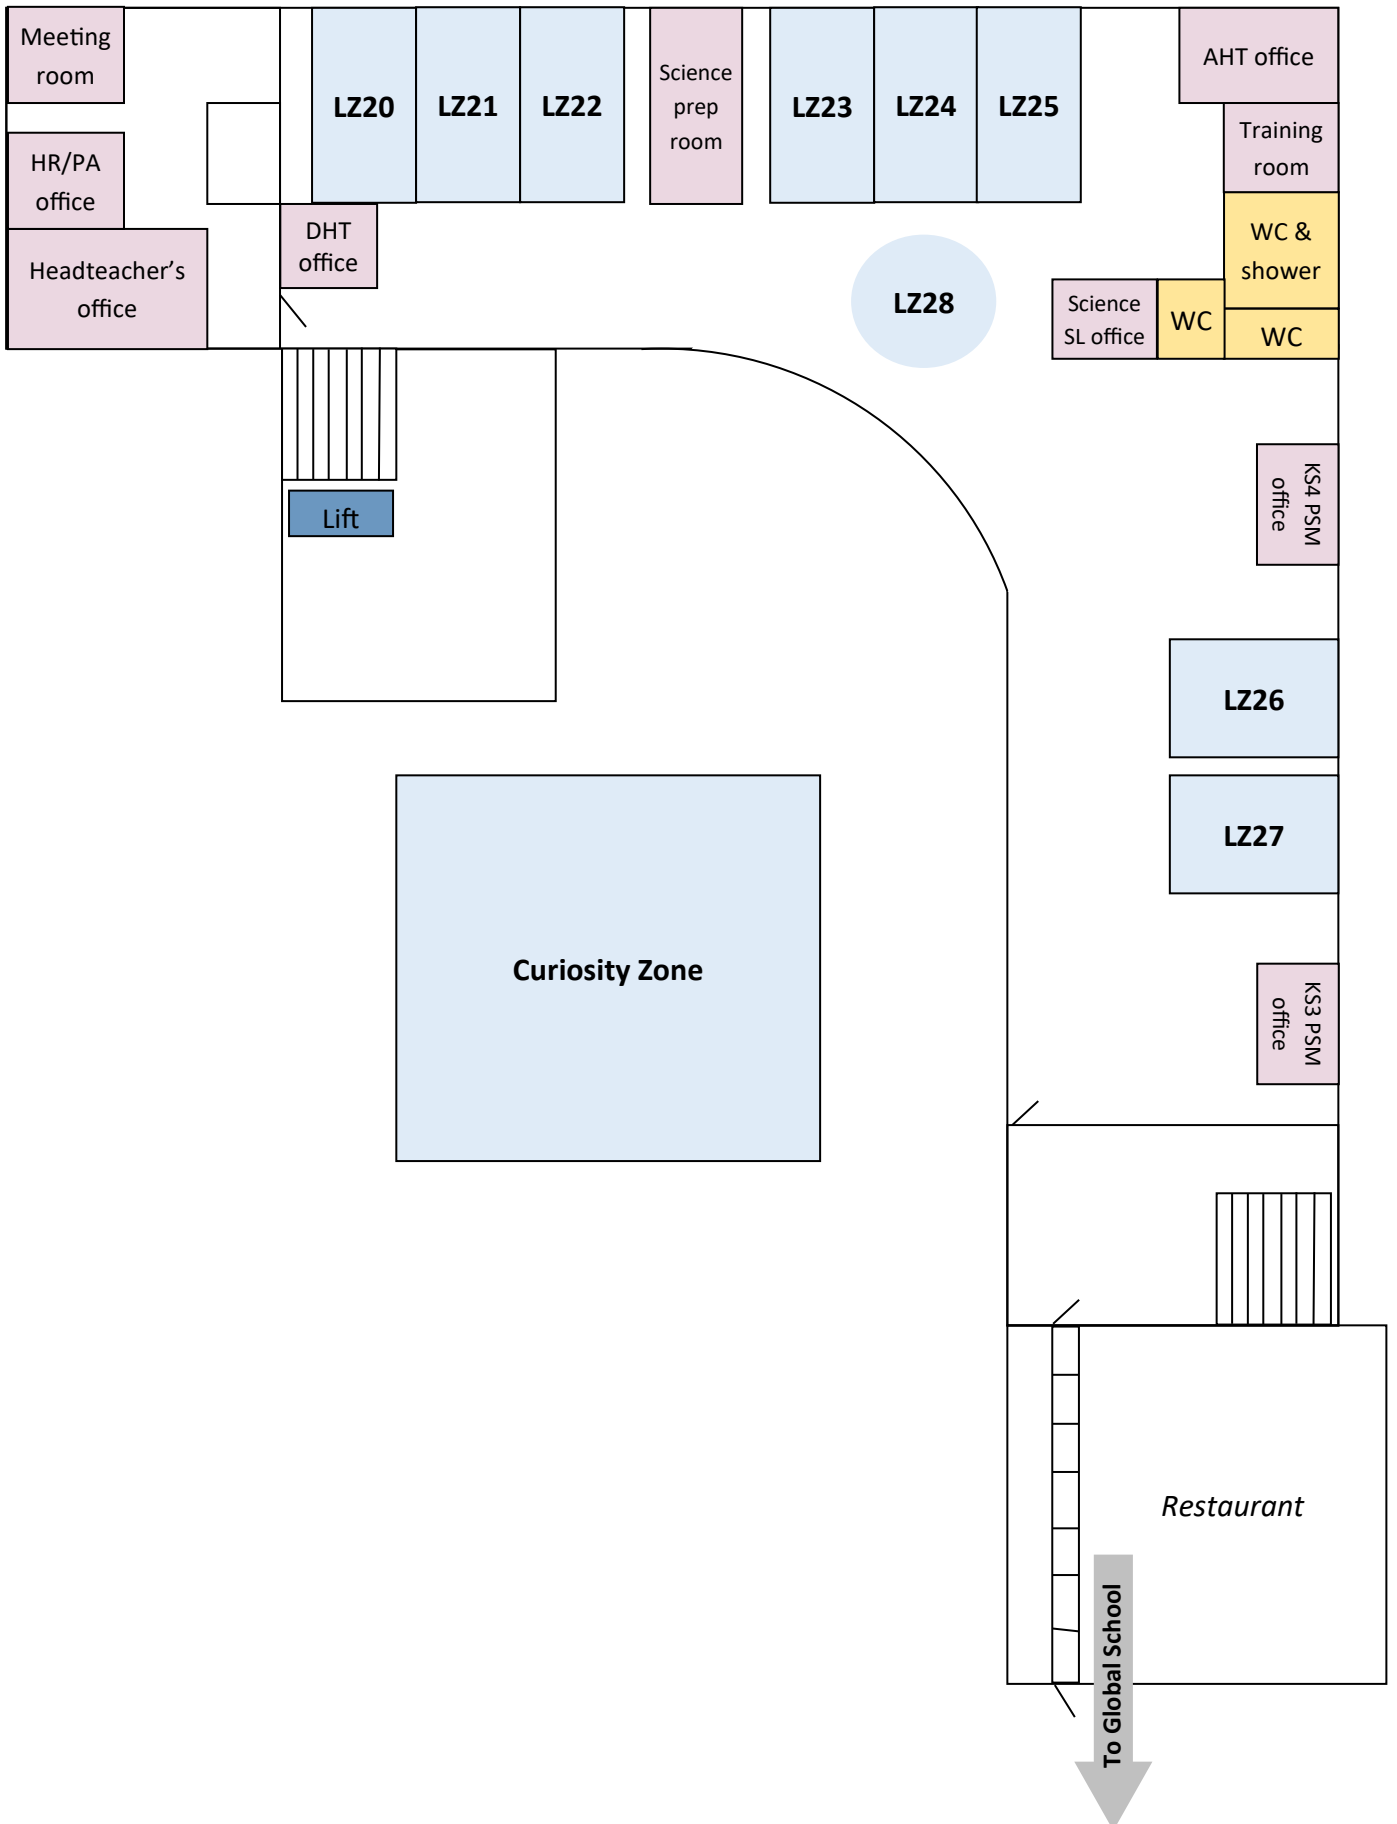 Meeting
room
HR/PA
office
Headteacher’s
office
DHT
office
LZ20
LZ21
LZ22
Science
prep
room
LZ23
LZ24
LZ25
AHT office
Training
room
WC &
shower
WC
WC
Science
SL office
LZ28
Lift
KS4 PSM
office
LZ26
LZ27
Curiosity Zone
KS3 PSM
office
Restaurant
To Global School